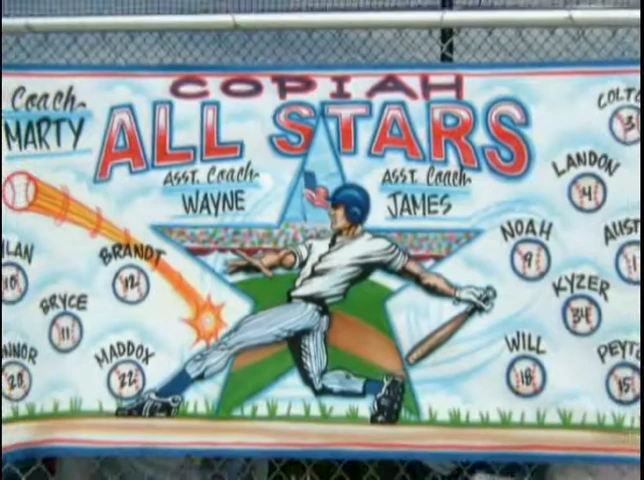 COPIAH
ALL STARS
Coach
MARTY
ASST. Coach
WAYNE
ASST. Coach
JAMES
BRANDT
12
BRYCE
11
MADDOX
22
LANDON
4
NOAH
9
KYZER
34
WILL
18
3
15